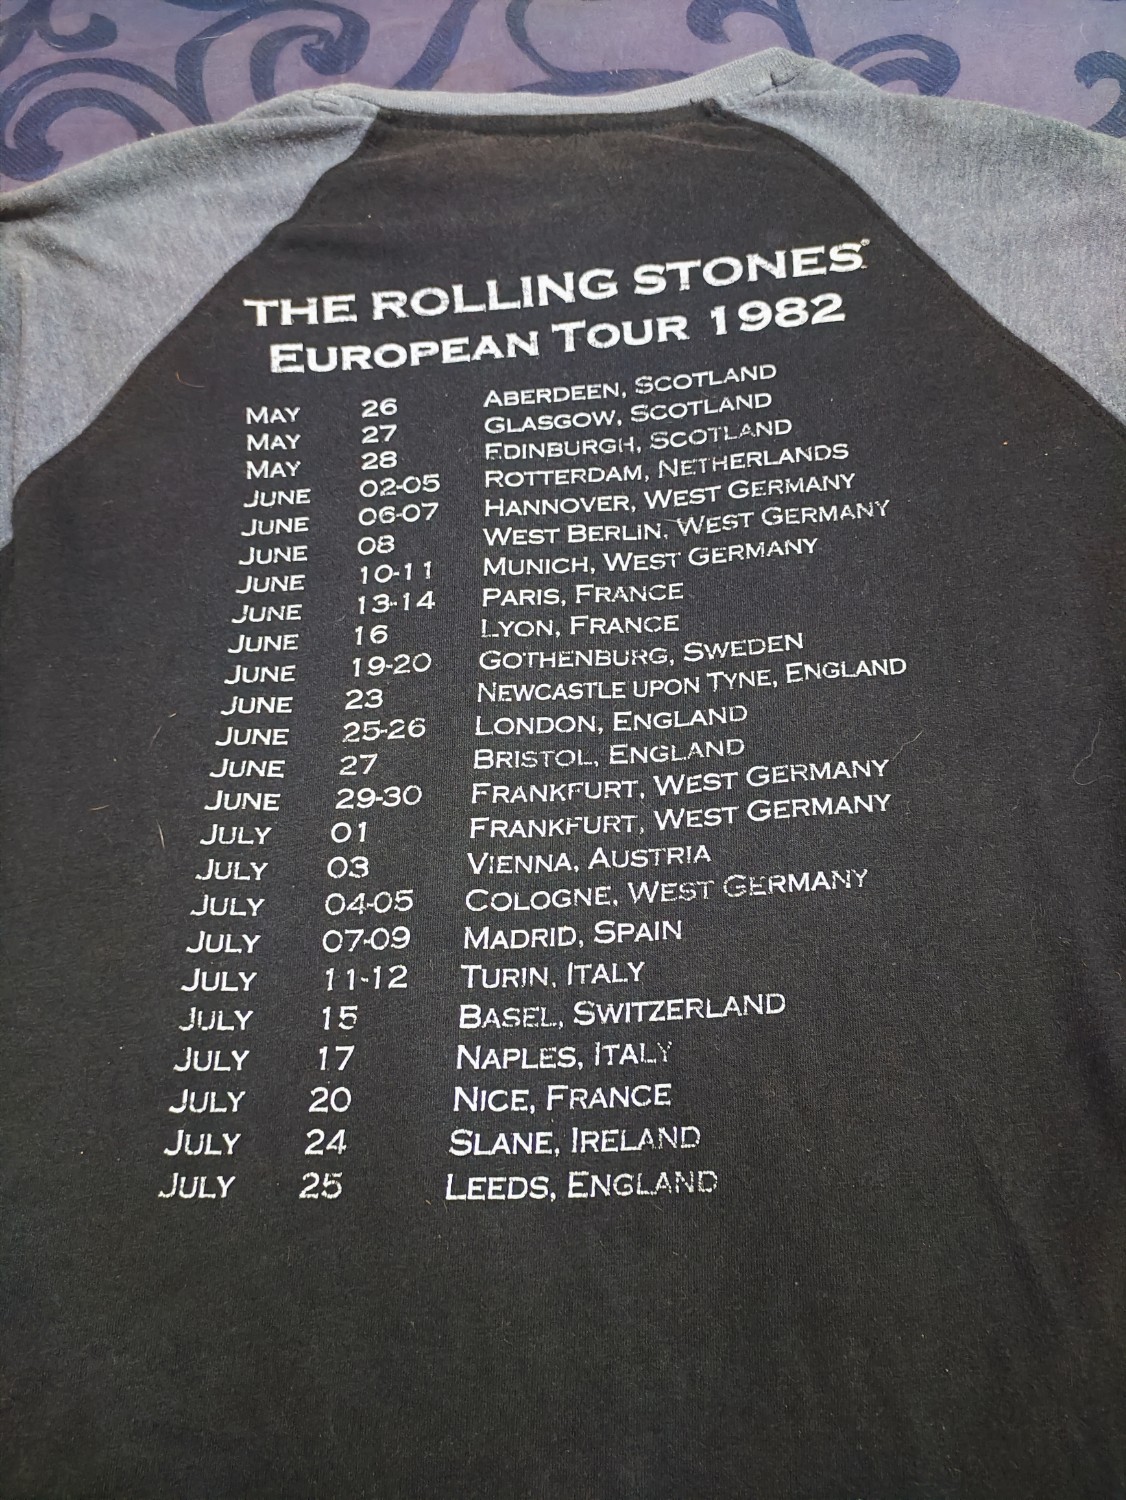 THE ROLLING STONES®
EUROPEAN TOUR 1982
MAY 26 ABERDEEN, SCOTLAND
MAY 27 GLASGOW, SCOTLAND
MAY 28 EDINBURGH, SCOTLAND
JUNE 02-05 ROTTERDAM, NETHERLANDS
JUNE 06-07 HANNOVER, WEST GERMANY
JUNE 08 WEST BERLIN, WEST GERMANY
JUNE 10-11 MUNICH, WEST GERMANY
JUNE 13-14 PARIS, FRANCE
JUNE 16 LYON, FRANCE
JUNE 19-20 GOTHENBURG, SWEDEN
JUNE 23 NEWCASTLE UPON TYNE, ENGLAND
JUNE 25-26 LONDON, ENGLAND
JUNE 27 BRISTOL, ENGLAND
JUNE 29-30 FRANKFURT, WEST GERMANY
JULY 01 FRANKFURT, WEST GERMANY
JULY 03 VIENNA, AUSTRIA
JULY 04-05 COLOGNE, WEST GERMANY
JULY 07-09 MADRID, SPAIN
JULY 11-12 TURIN, ITALY
JULY 15 BASEL, SWITZERLAND
JULY 17 NAPLES, ITALY
JULY 20 NICE, FRANCE
JULY 24 SLANE, IRELAND
JULY 25 LEEDS, ENGLAND